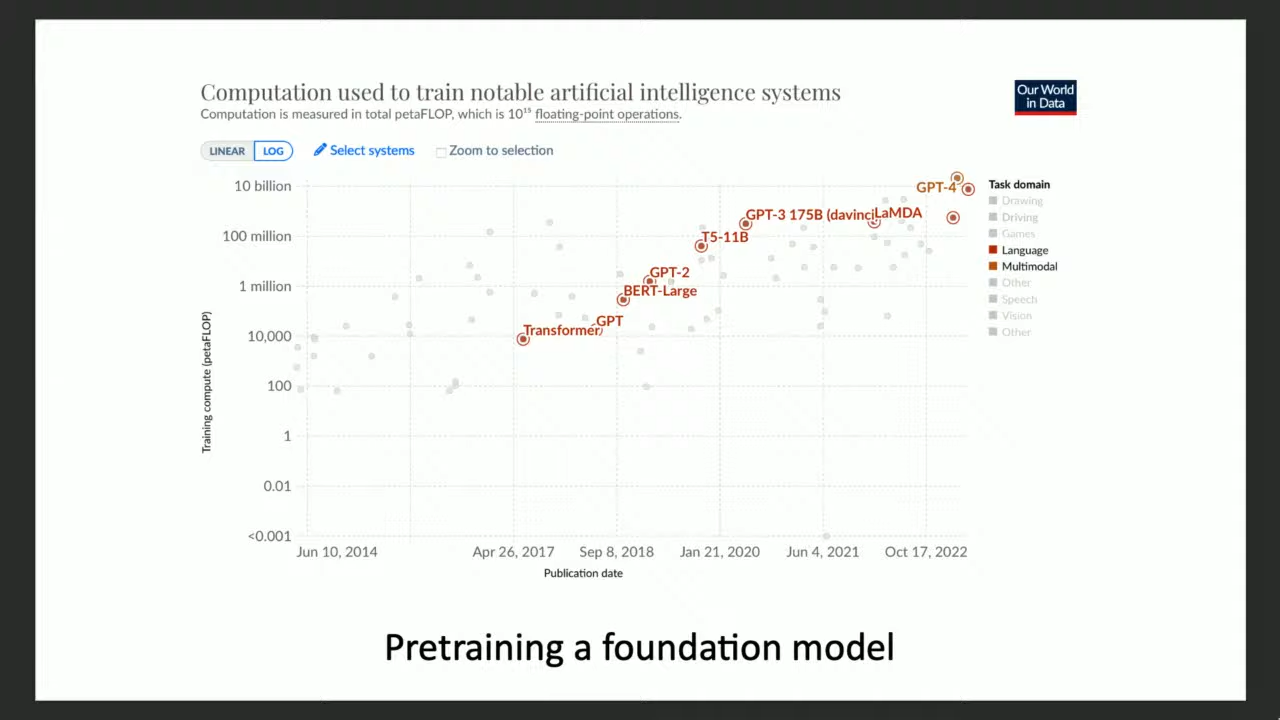 Computation used to train notable artificial intelligence systems
Computation is measured in total petaFLOP, which is 10¹⁵ floating-point operations.
Our World
in Data
LINEAR LOG Select systems Zoom to selection
10 billion
100 million
1 million
10,000
100
1
0.01
<0.001
Training compute (petaFLOP)
GPT-4
GPT-3 175B (davinci
LaMDA
T5-11B
GPT-2
BERT-Large
GPT
Transformer
Task domain
Drawing
Driving
Games
Language
Multimodal
Other
Speech
Vision
Other
Jun 10, 2014 Apr 26, 2017 Sep 8, 2018 Jan 21, 2020 Jun 4, 2021 Oct 17, 2022
Publication date
Pretraining a foundation model